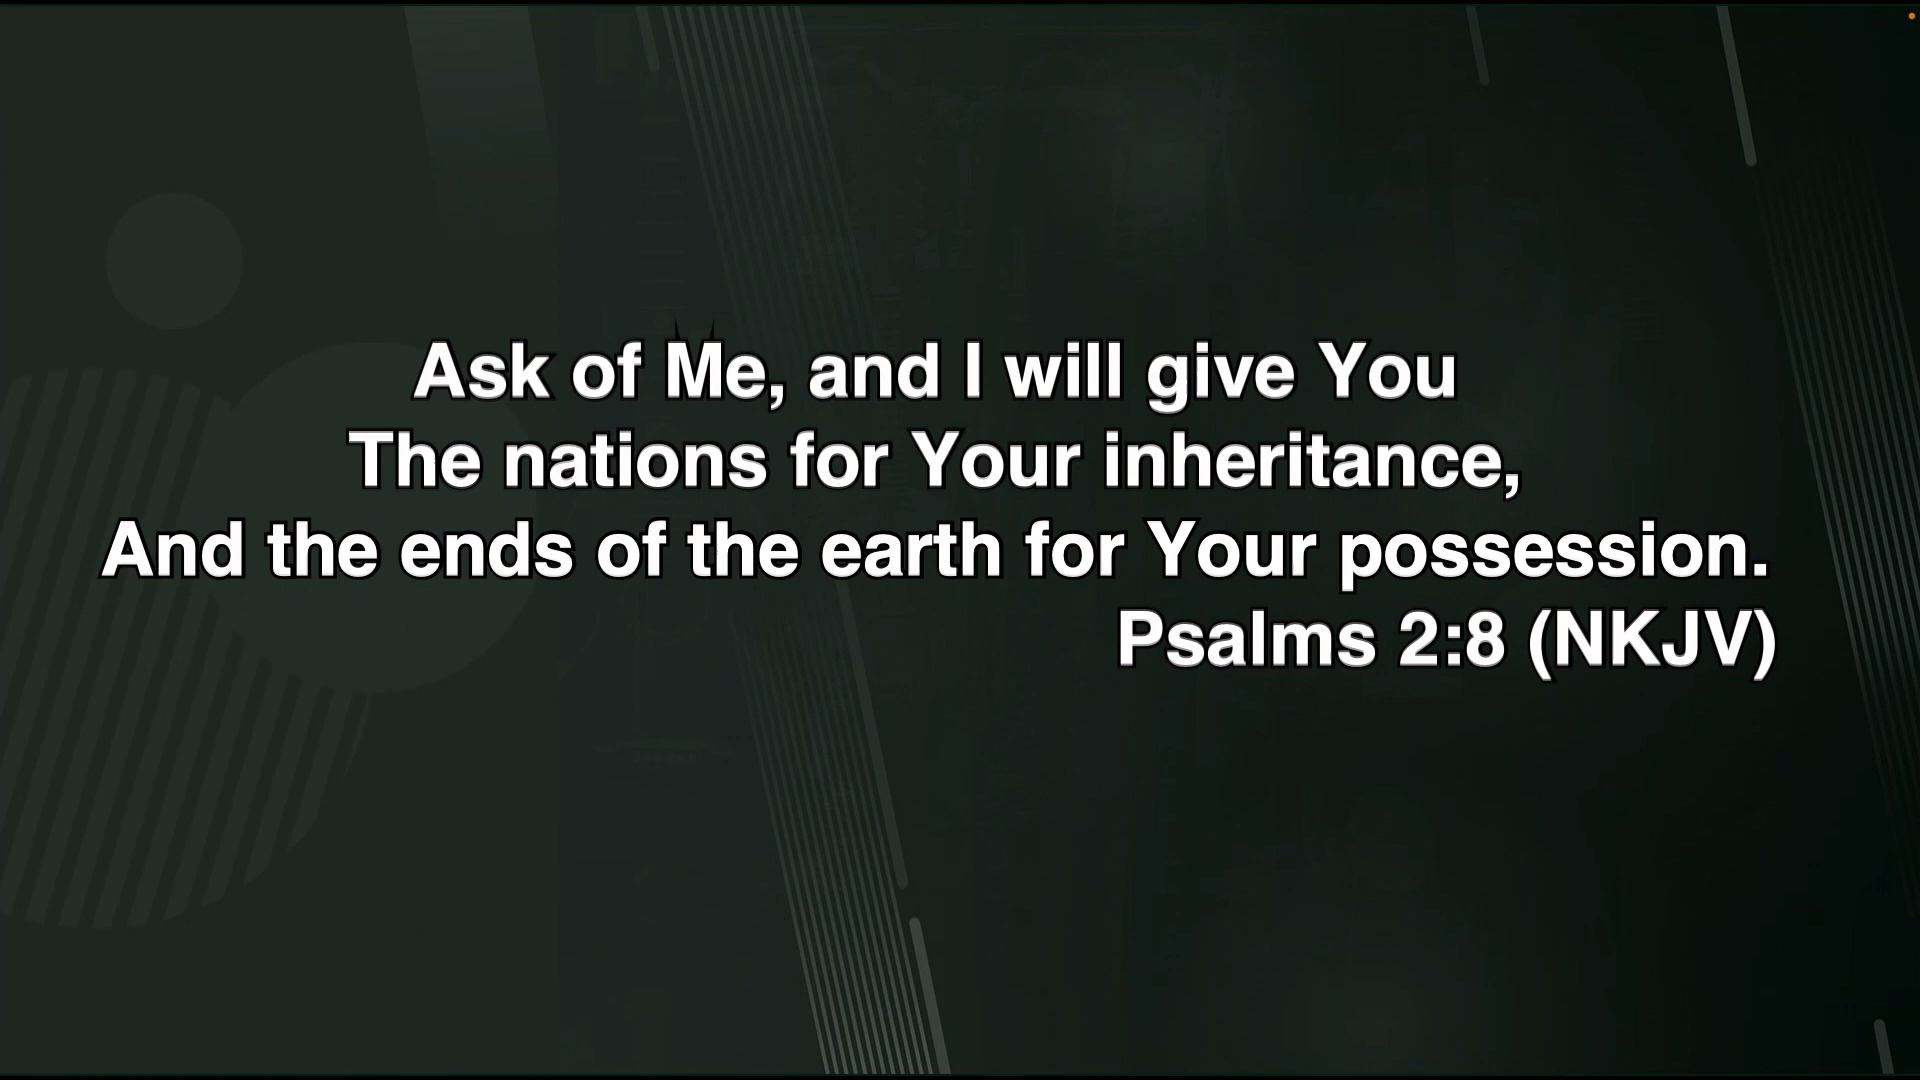 Ask of Me, and I will give You
The nations for Your inheritance,
And the ends of the earth for Your possession.
Psalms 2:8 (NKJV)